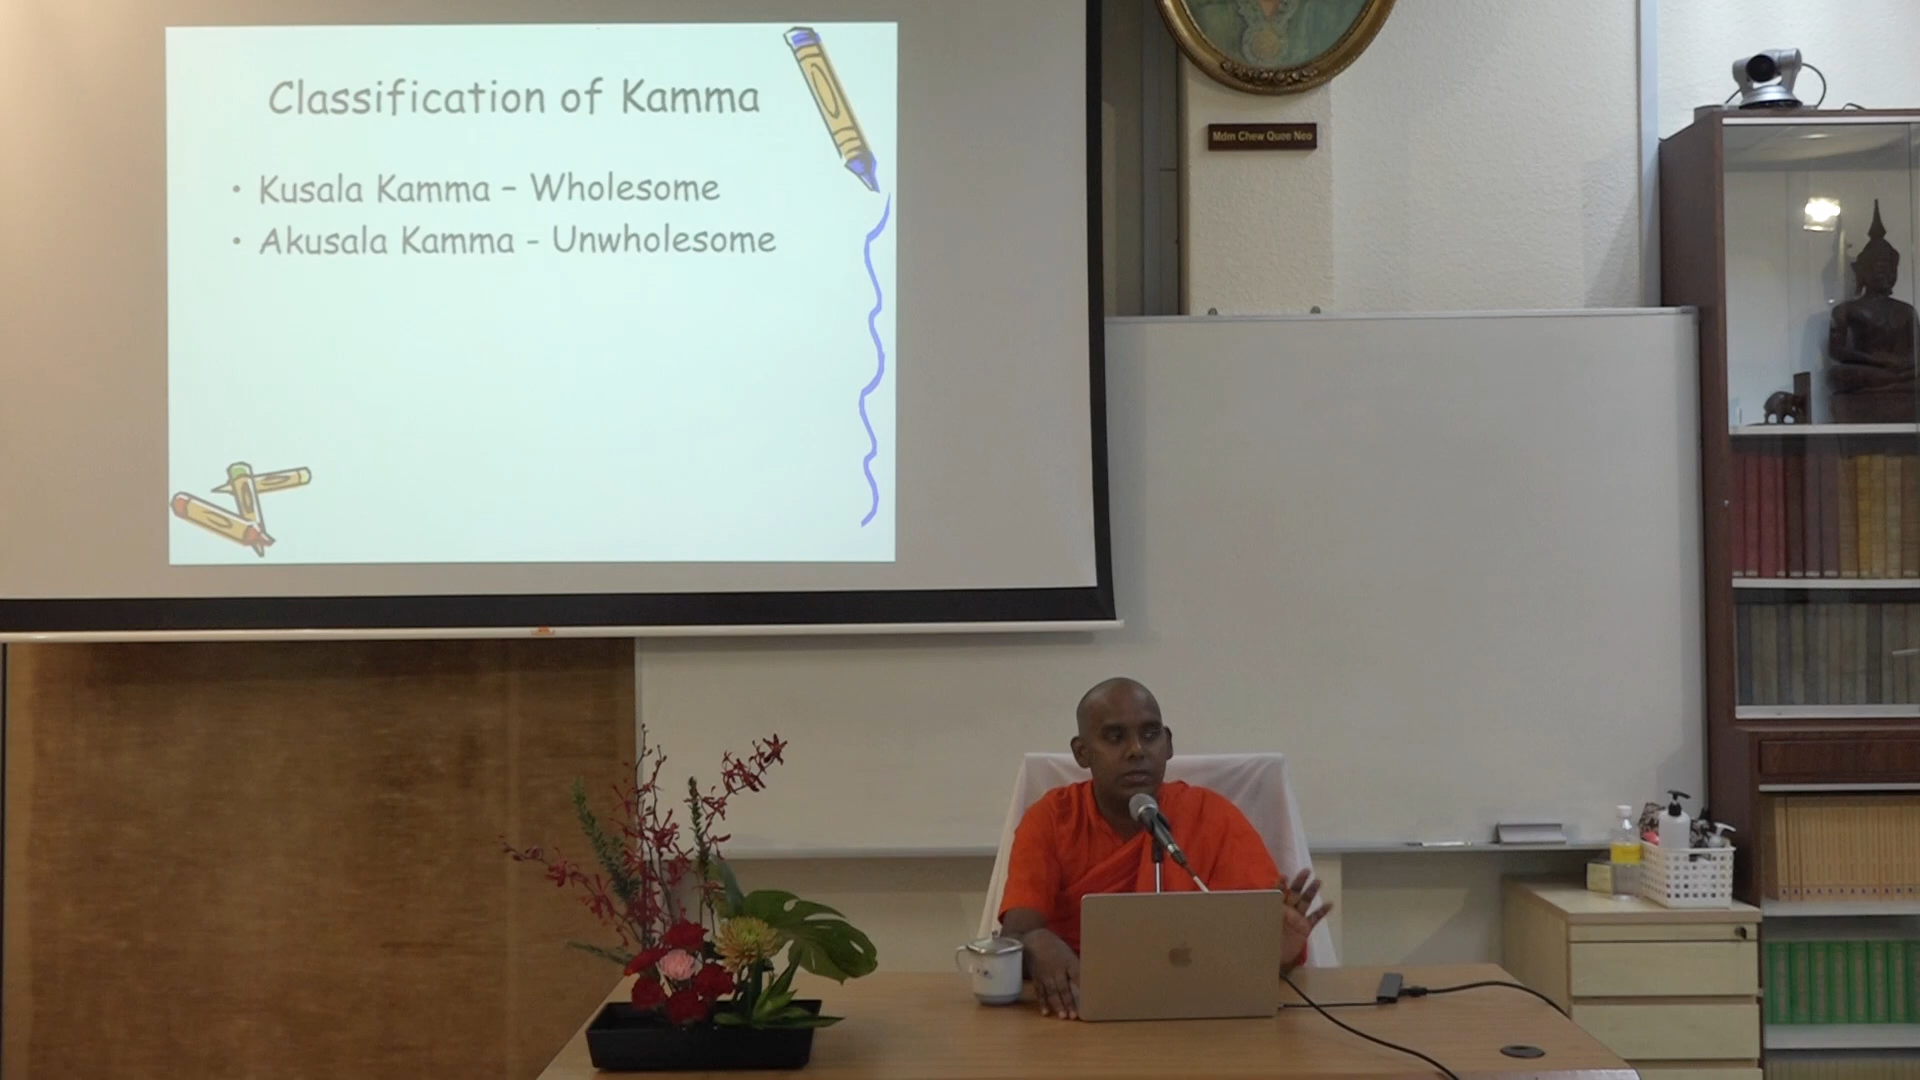 Classification of Kamma
• Kusala Kamma – Wholesome
• Akusala Kamma - Unwholesome
Mdm Chew Quee Neo